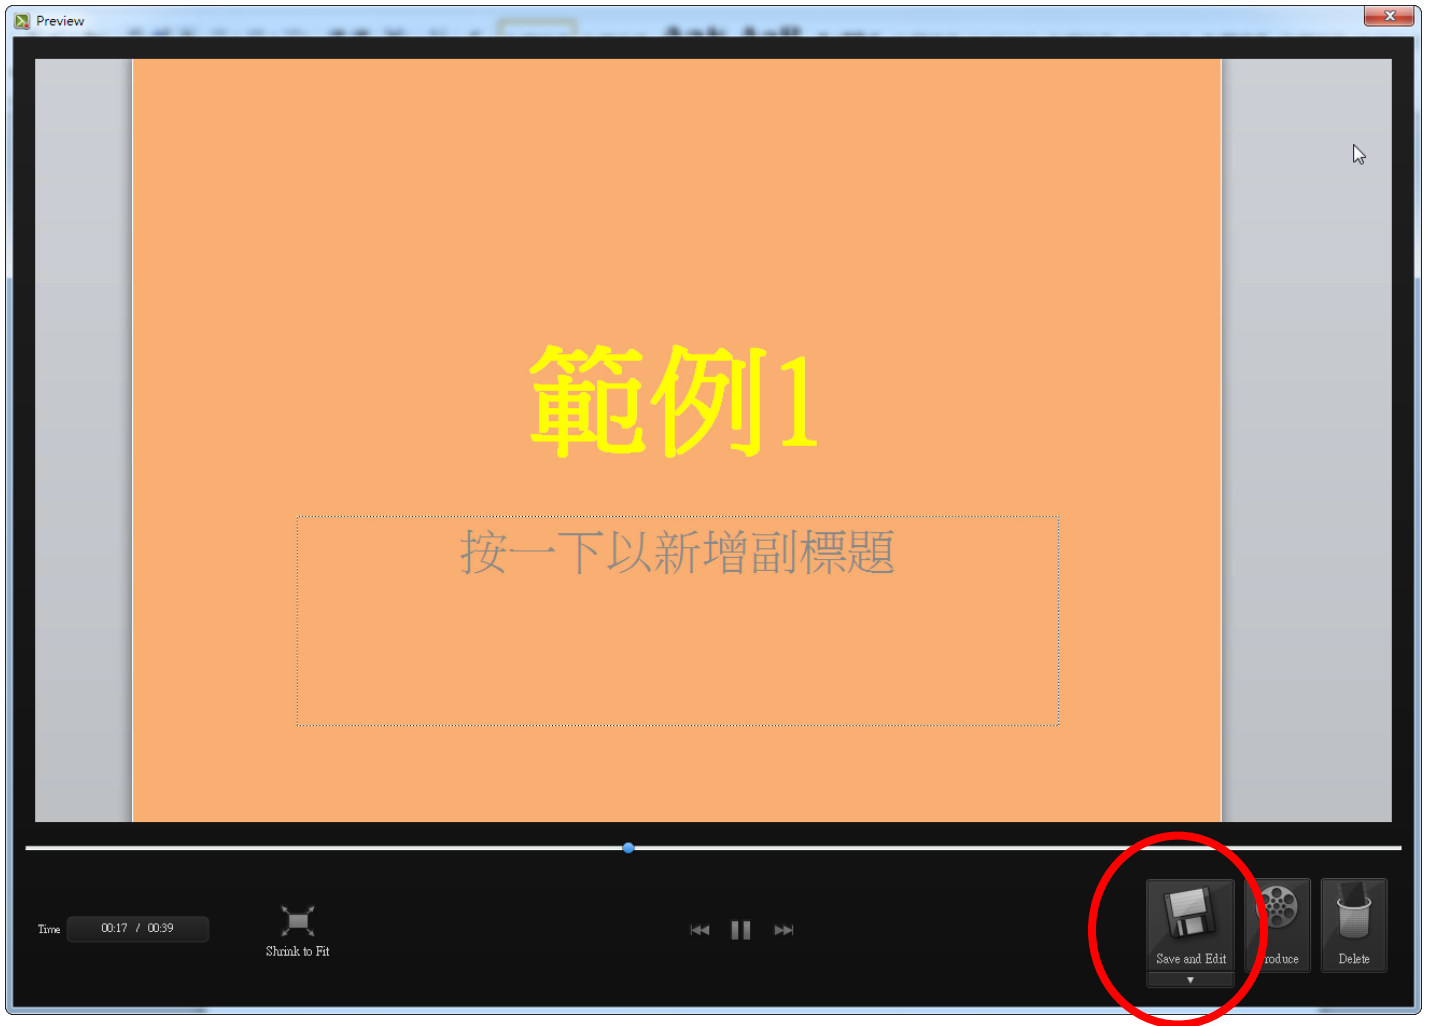 Preview
範例1
按一下以新增副標題
Time 00:17 / 00:39
Shrink to Fit
Save and Edit
roduce
Delete